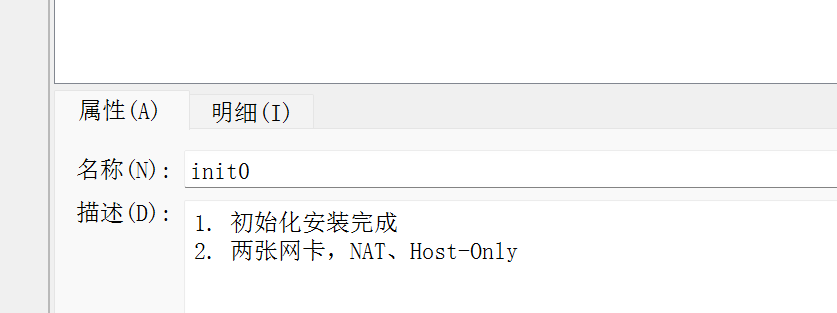 属性(A) 明细(I)
名称(N): init0
描述(D): 1. 初始化安装完成
2. 两张网卡，NAT、Host-Only